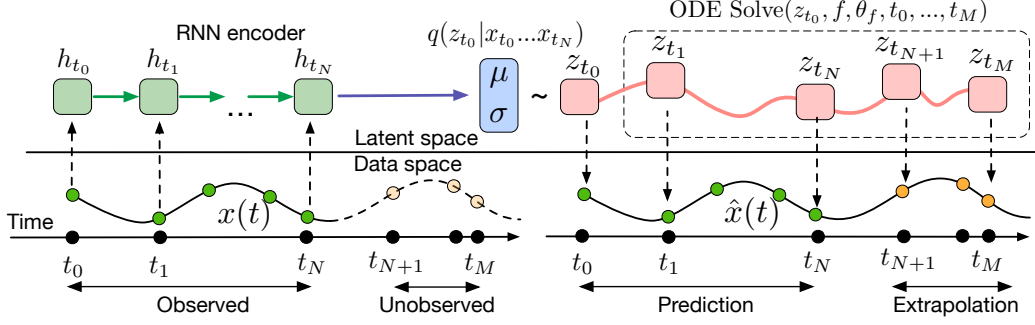 ODE Solve(z_{t_0}, f, θ_f, t_0, ..., t_M)
RNN encoder
q(z_{t_0}|x_{t_0}...x_{t_N})
h_{t_0} h_{t_1} h_{t_N}
z_{t_0} z_{t_1} z_{t_N} z_{t_{N+1}} z_{t_M}
μ
σ
...
~
Latent space
Data space
x(t) x̂(t)
Time
t_0 t_1 t_N t_{N+1} t_M t_0 t_1 t_N t_{N+1} t_M
Observed Unobserved Prediction Extrapolation